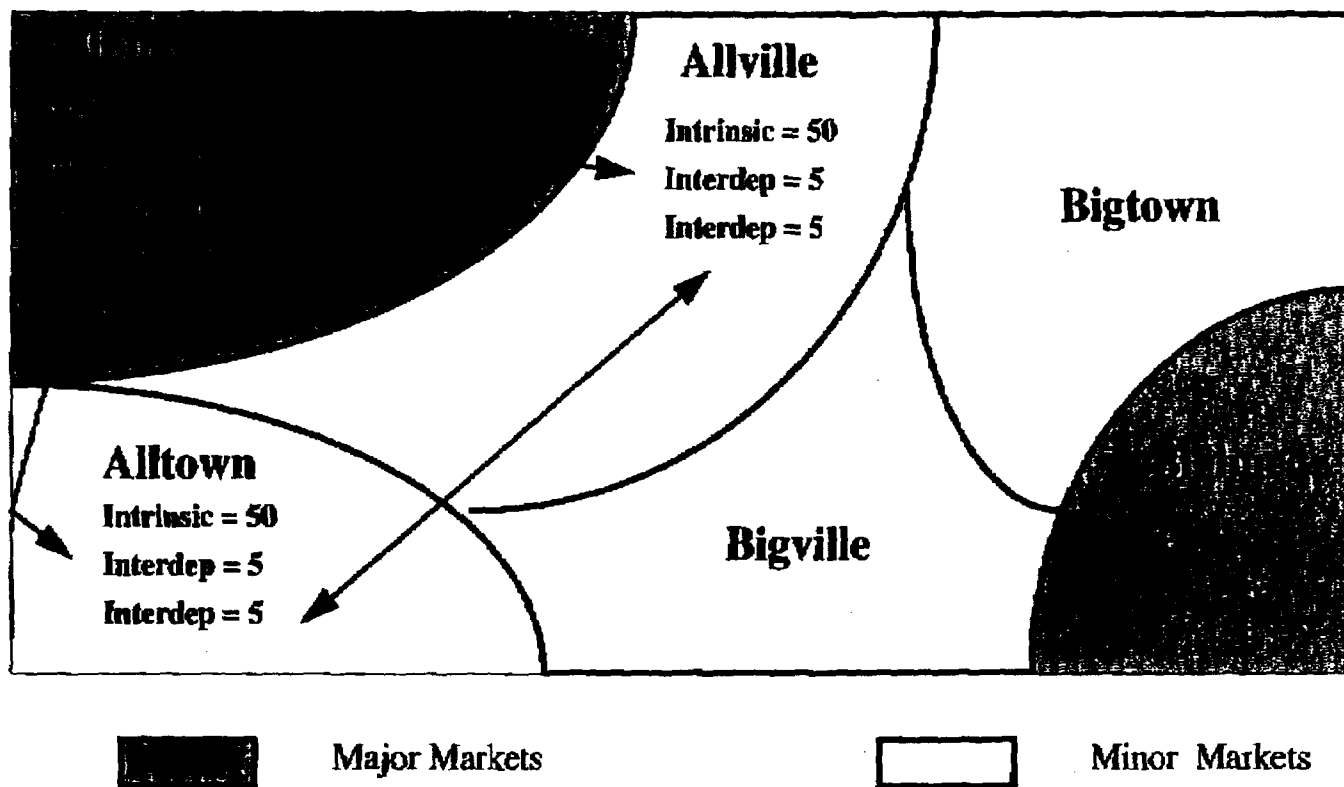 Allville
Intrinsic = 50
Interdep = 5
Interdep = 5
Bigtown
Alltown
Intrinsic = 50
Interdep = 5
Interdep = 5
Bigville
Major Markets
Minor Markets